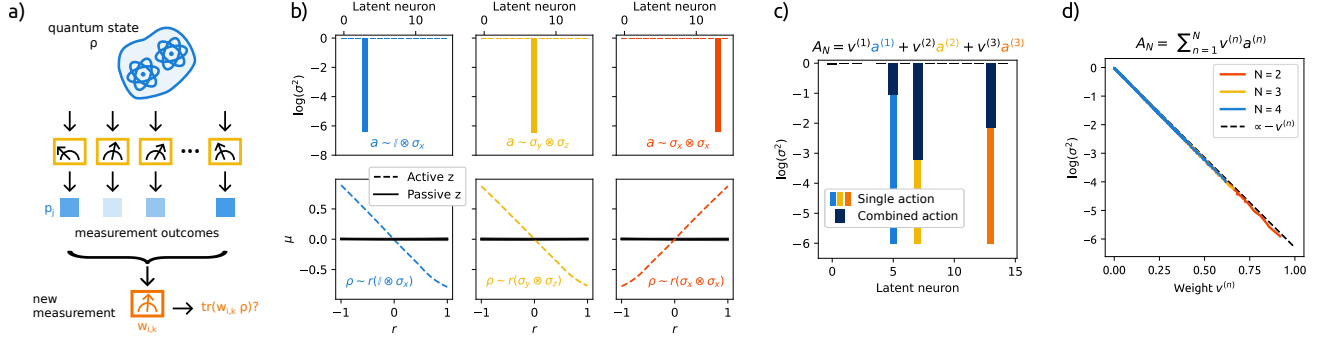 a)
quantum state
ρ
p_j
measurement outcomes
new
measurement
w_{i,k}
tr(w_{i,k} ρ)?
b)
Latent neuron
0 10
Latent neuron
0 10
Latent neuron
0 10
log(σ²)
0
−2
−4
−6
−8
a ~ 𝕀 ⊗ σ_x
a ~ σ_y ⊗ σ_z
a ~ σ_x ⊗ σ_x
Active z
Passive z
μ
0.5
0.0
−0.5
ρ ~ r(𝕀 ⊗ σ_x)
ρ ~ r(σ_y ⊗ σ_z)
ρ ~ r(σ_x ⊗ σ_x)
−1 0 1
−1 0 1
−1 0 1
r
r
r
c)
A_N = v^{(1)}a^{(1)} + v^{(2)}a^{(2)} + v^{(3)}a^{(3)}
log(σ²)
0
−1
−2
−3
−4
−5
−6
Single action
Combined action
0 5 10 15
Latent neuron
d)
A_N = ∑_{n=1}^{N} v^{(n)}a^{(n)}
log(σ²)
0
−1
−2
−3
−4
−5
−6
N = 2
N = 3
N = 4
∝ − v^{(n)}
0.00 0.25 0.50 0.75 1.00
Weight v^{(n)}